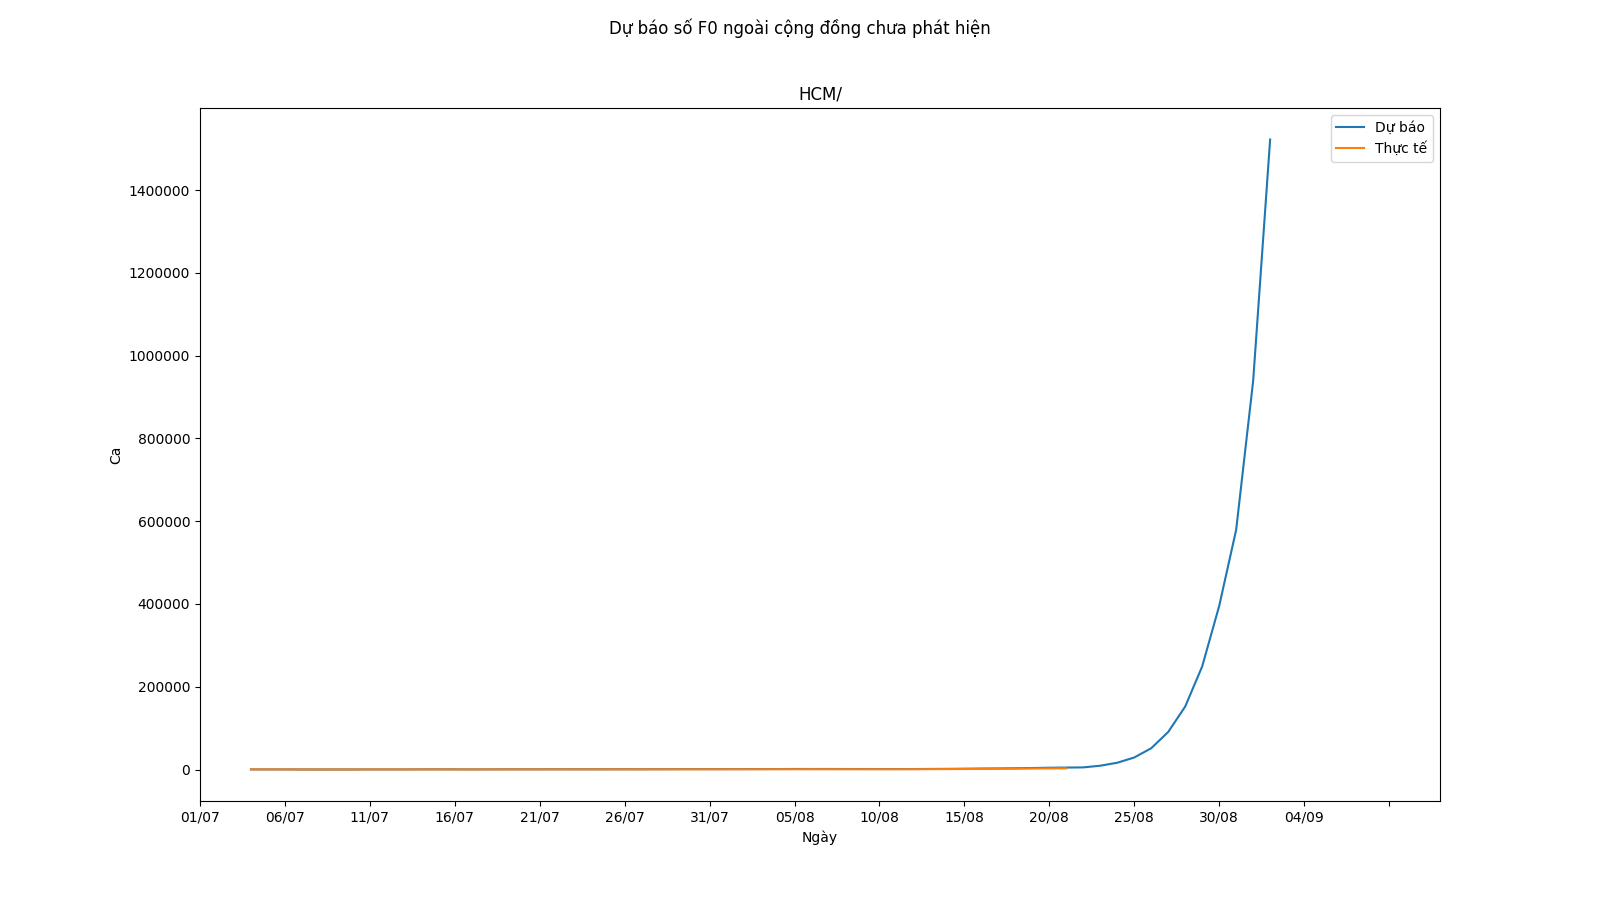 Dự báo số F0 ngoài cộng đồng chưa phát hiện
HCM/
Dự báo
Thực tế
1400000
1200000
1000000
800000
600000
400000
200000
0
Ca
01/07 06/07 11/07 16/07 21/07 26/07 31/07 05/08 10/08 15/08 20/08 25/08 30/08 04/09
Ngày